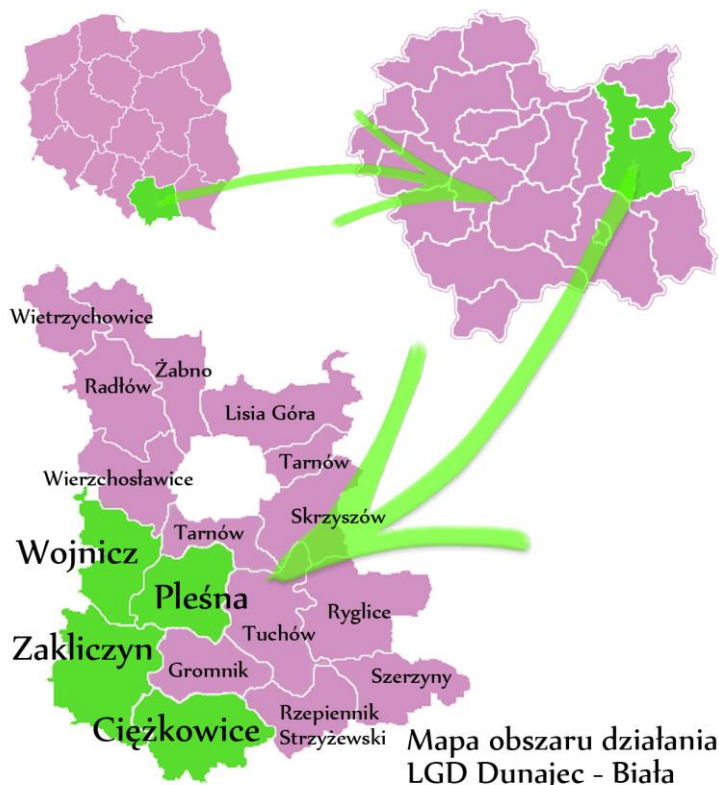 Wietrzychowice
Żabno
Radłów
Lisia Góra
Tarnów
Wierzchosławice
Skrzyszów
Tarnów
Wojnicz
Pleśna
Ryglice
Tuchów
Zakliczyn
Gromnik
Szerzyny
Rzepiennik
Strzyżewski
Ciężkowice
Mapa obszaru działania
LGD Dunajec - Biała